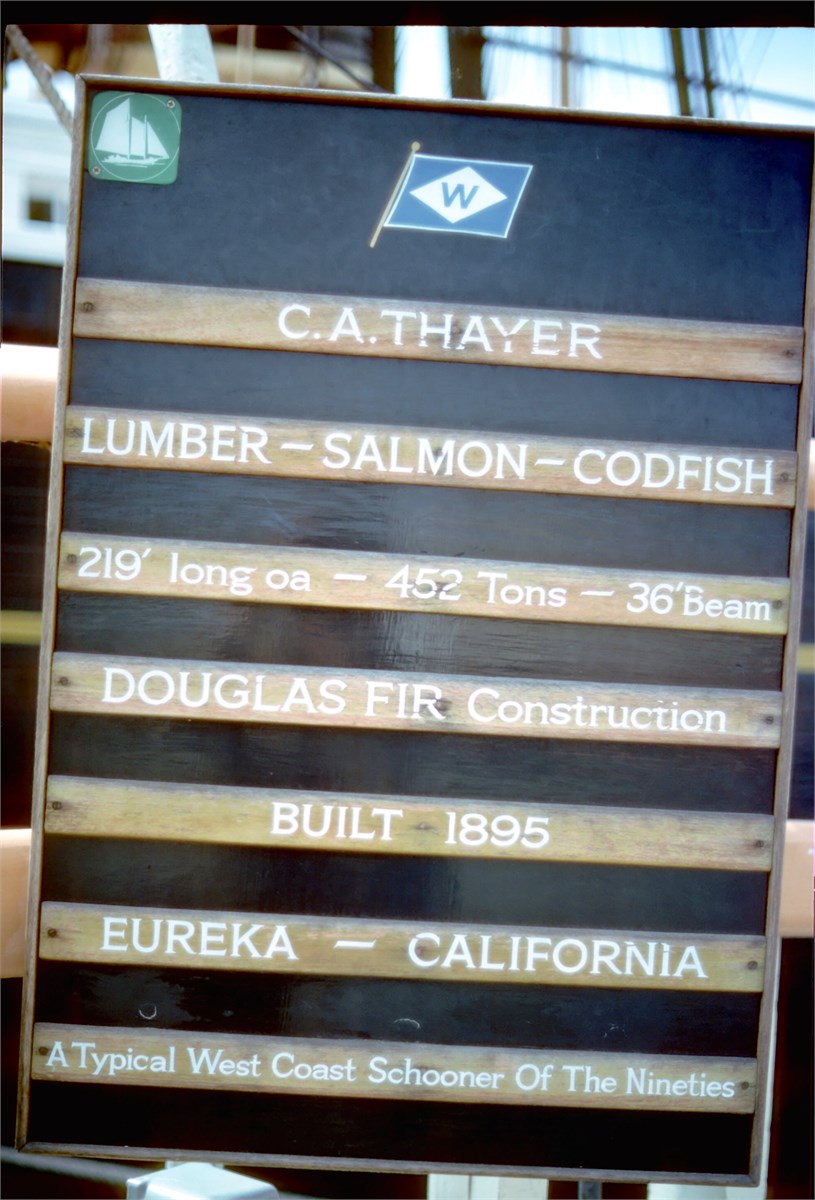 W
C.A.THAYER
LUMBER – SALMON – CODFISH
219′ long oa – 452 Tons – 36′Beam
DOUGLAS FIR Construction
BUILT 1895
EUREKA – CALIFORNIA
A Typical West Coast Schooner Of The Nineties